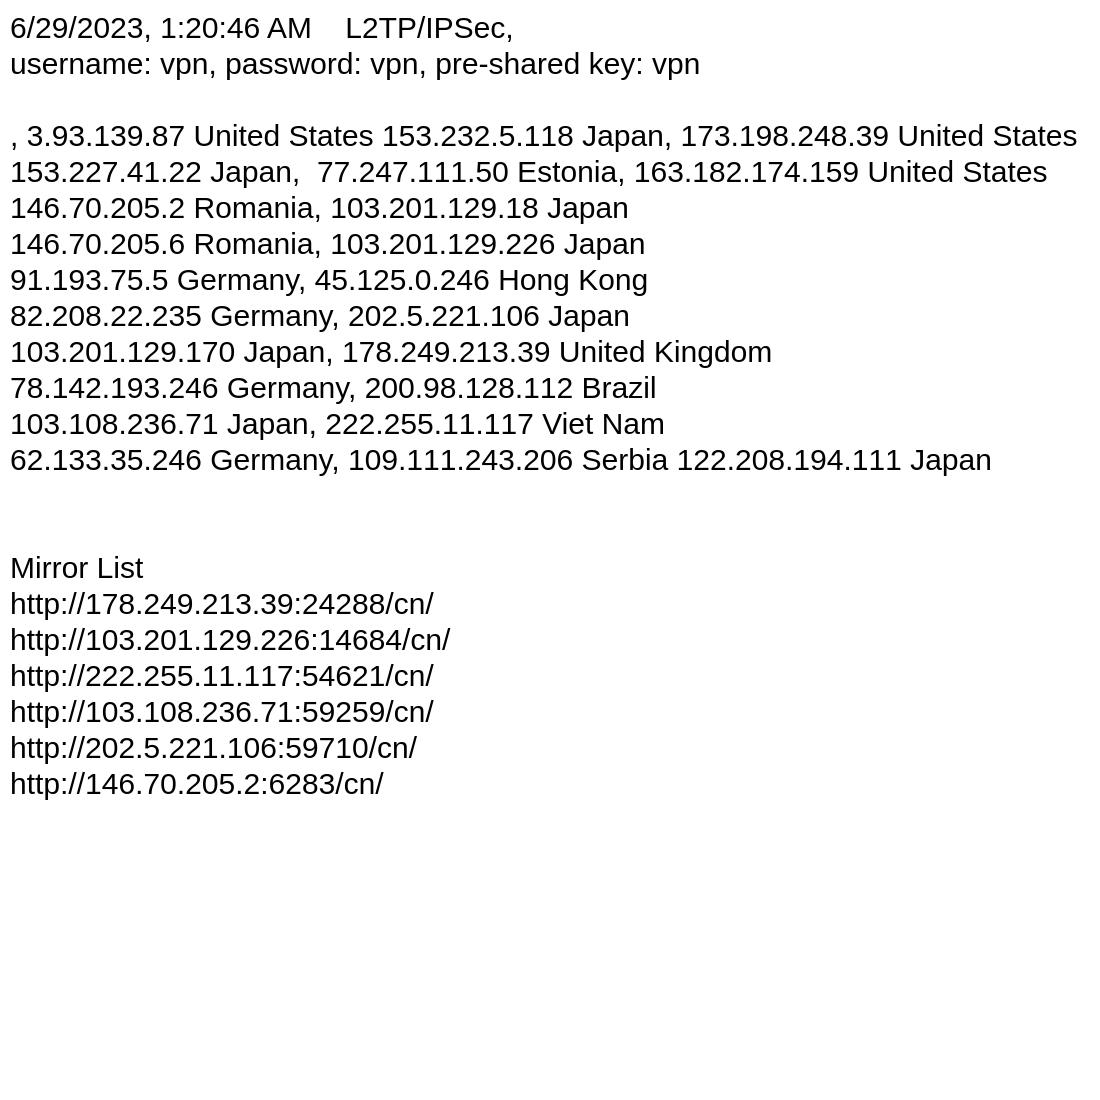 6/29/2023, 1:20:46 AM    L2TP/IPSec,
username: vpn, password: vpn, pre-shared key: vpn
, 3.93.139.87 United States 153.232.5.118 Japan, 173.198.248.39 United States
153.227.41.22 Japan,  77.247.111.50 Estonia, 163.182.174.159 United States
146.70.205.2 Romania, 103.201.129.18 Japan
146.70.205.6 Romania, 103.201.129.226 Japan
91.193.75.5 Germany, 45.125.0.246 Hong Kong
82.208.22.235 Germany, 202.5.221.106 Japan
103.201.129.170 Japan, 178.249.213.39 United Kingdom
78.142.193.246 Germany, 200.98.128.112 Brazil
103.108.236.71 Japan, 222.255.11.117 Viet Nam
62.133.35.246 Germany, 109.111.243.206 Serbia 122.208.194.111 Japan
Mirror List
http://178.249.213.39:24288/cn/
http://103.201.129.226:14684/cn/
http://222.255.11.117:54621/cn/
http://103.108.236.71:59259/cn/
http://202.5.221.106:59710/cn/
http://146.70.205.2:6283/cn/